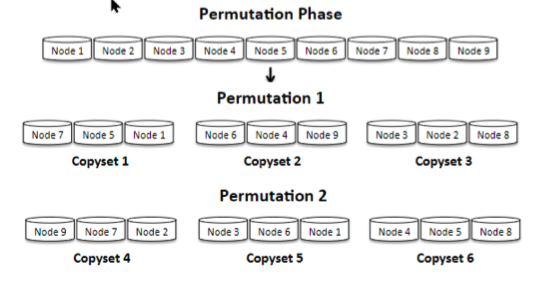 Permutation Phase
Node 1 Node 2 Node 3 Node 4 Node 5 Node 6 Node 7 Node 8 Node 9
Permutation 1
Node 7 Node 5 Node 1 Node 6 Node 4 Node 9 Node 3 Node 2 Node 8
Copyset 1 Copyset 2 Copyset 3
Permutation 2
Node 9 Node 7 Node 2 Node 3 Node 6 Node 1 Node 4 Node 5 Node 8
Copyset 4 Copyset 5 Copyset 6